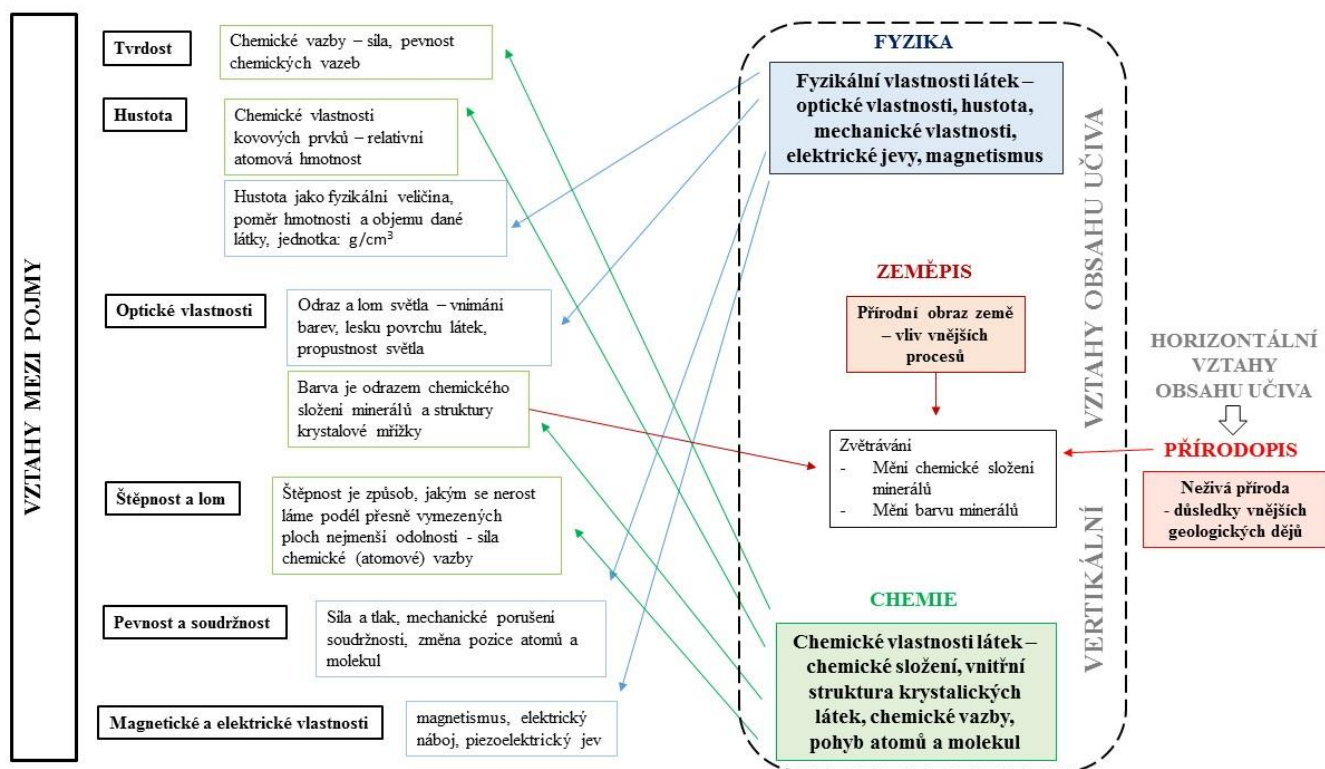 VZTAHY MEZI POJMY
Tvrdost
Chemické vazby – síla, pevnost
chemických vazeb
Hustota
Chemické vlastnosti
kovových prvků – relativní
atomová hmotnost
Hustota jako fyzikální veličina,
poměr hmotnosti a objemu dané
látky, jednotka: g/cm³
Optické vlastnosti
Odraz a lom světla – vnímání
barev, lesku povrchu látek,
propustnost světla
Barva je odrazem chemického
složení minerálů a struktury
krystalové mřížky
Štěpnost a lom
Štěpnost je způsob, jakým se nerost
láme podél přesně vymezených
ploch nejmenší odolnosti - síla
chemické (atomové) vazby
Pevnost a soudržnost
Síla a tlak, mechanické porušení
soudržnosti, změna pozice atomů a
molekul
Magnetické a elektrické vlastnosti
magnetismus, elektrický
náboj, piezoelektrický jev
FYZIKA
Fyzikální vlastnosti látek –
optické vlastnosti, hustota,
mechanické vlastnosti,
elektrické jevy, magnetismus
ZEMĚPIS
Přírodní obraz země
– vliv vnějších
procesů
Zvětrávání
- Mění chemické složení
minerálů
- Mění barvu minerálů
CHEMIE
Chemické vlastnosti látek –
chemické složení, vnitřní
struktura krystalických
látek, chemické vazby,
pohyb atomů a molekul
VERTIKÁLNÍ VZTAHY OBSAHU UČIVA
HORIZONTÁLNÍ
VZTAHY
OBSAHU UČIVA
PŘÍRODOPIS
Neživá příroda
- důsledky vnějších
geologických dějů